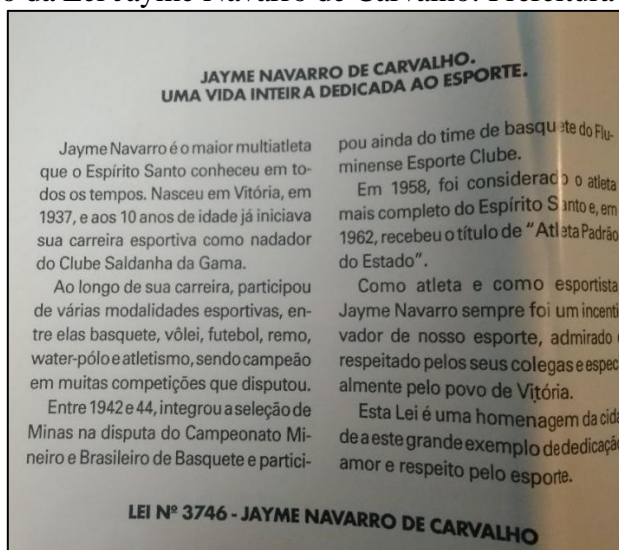 o da Lei Jayme Navarro de Carvalho. Prefeitura
JAYME NAVARRO DE CARVALHO.
UMA VIDA INTEIRA DEDICADA AO ESPORTE.
Jayme Navarro é o maior multiatleta
que o Espírito Santo conheceu em to-
dos os tempos. Nasceu em Vitória, em
1937, e aos 10 anos de idade já iniciava
sua carreira esportiva como nadador
do Clube Saldanha da Gama.
Ao longo de sua carreira, participou
de várias modalidades esportivas, en-
tre elas basquete, vôlei, futebol, remo,
water-pólo e atletismo, sendo campeão
em muitas competições que disputou.
Entre 1942 e 44, integrou a seleção de
Minas na disputa do Campeonato Mi-
neiro e Brasileiro de Basquete e partici-
pou ainda do time de basquete do Flu-
minense Esporte Clube.
Em 1958, foi considerado o atleta
mais completo do Espírito Santo e, em
1962, recebeu o título de "Atleta Padrão
do Estado".
Como atleta e como esportista
Jayme Navarro sempre foi um incenti
vador de nosso esporte, admirado e
respeitado pelos seus colegas e espec
almente pelo povo de Vitória.
Esta Lei é uma homenagem da cida
de a este grande exemplo de dedicação
amor e respeito pelo esporte.
LEI Nº 3746 - JAYME NAVARRO DE CARVALHO